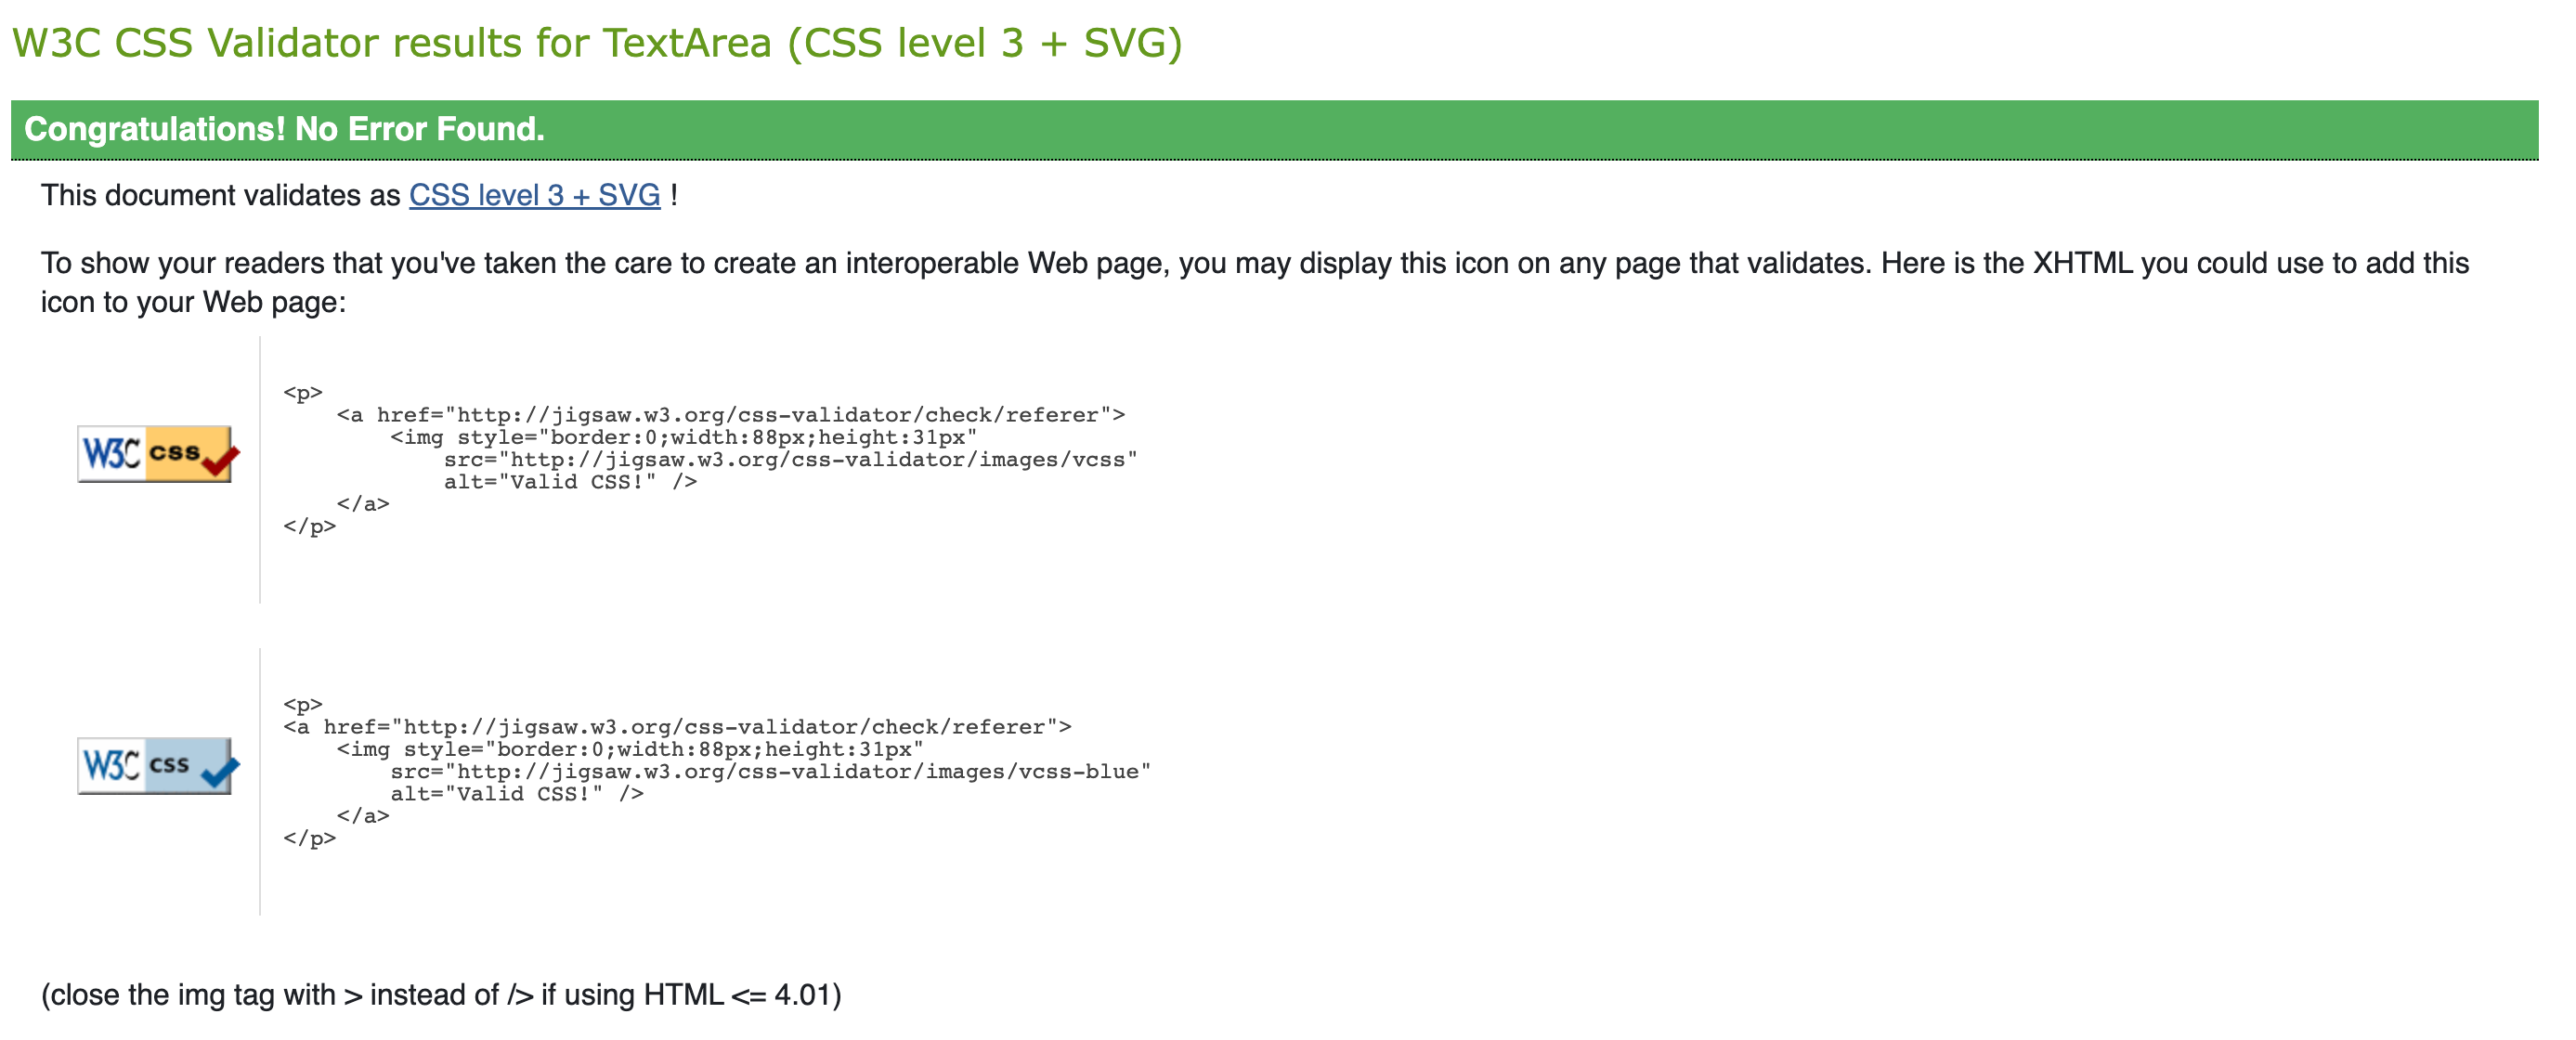 W3C CSS Validator results for TextArea (CSS level 3 + SVG)
Congratulations! No Error Found.
This document validates as CSS level 3 + SVG !
To show your readers that you've taken the care to create an interoperable Web page, you may display this icon on any page that validates. Here is the XHTML you could use to add this
icon to your Web page:
<p>
    <a href="http://jigsaw.w3.org/css-validator/check/referer">
        <img style="border:0;width:88px;height:31px"
            src="http://jigsaw.w3.org/css-validator/images/vcss"
            alt="Valid CSS!" />
    </a>
</p>
W3C css
<p>
<a href="http://jigsaw.w3.org/css-validator/check/referer">
    <img style="border:0;width:88px;height:31px"
        src="http://jigsaw.w3.org/css-validator/images/vcss-blue"
        alt="Valid CSS!" />
    </a>
</p>
W3C css
(close the img tag with > instead of /> if using HTML <= 4.01)